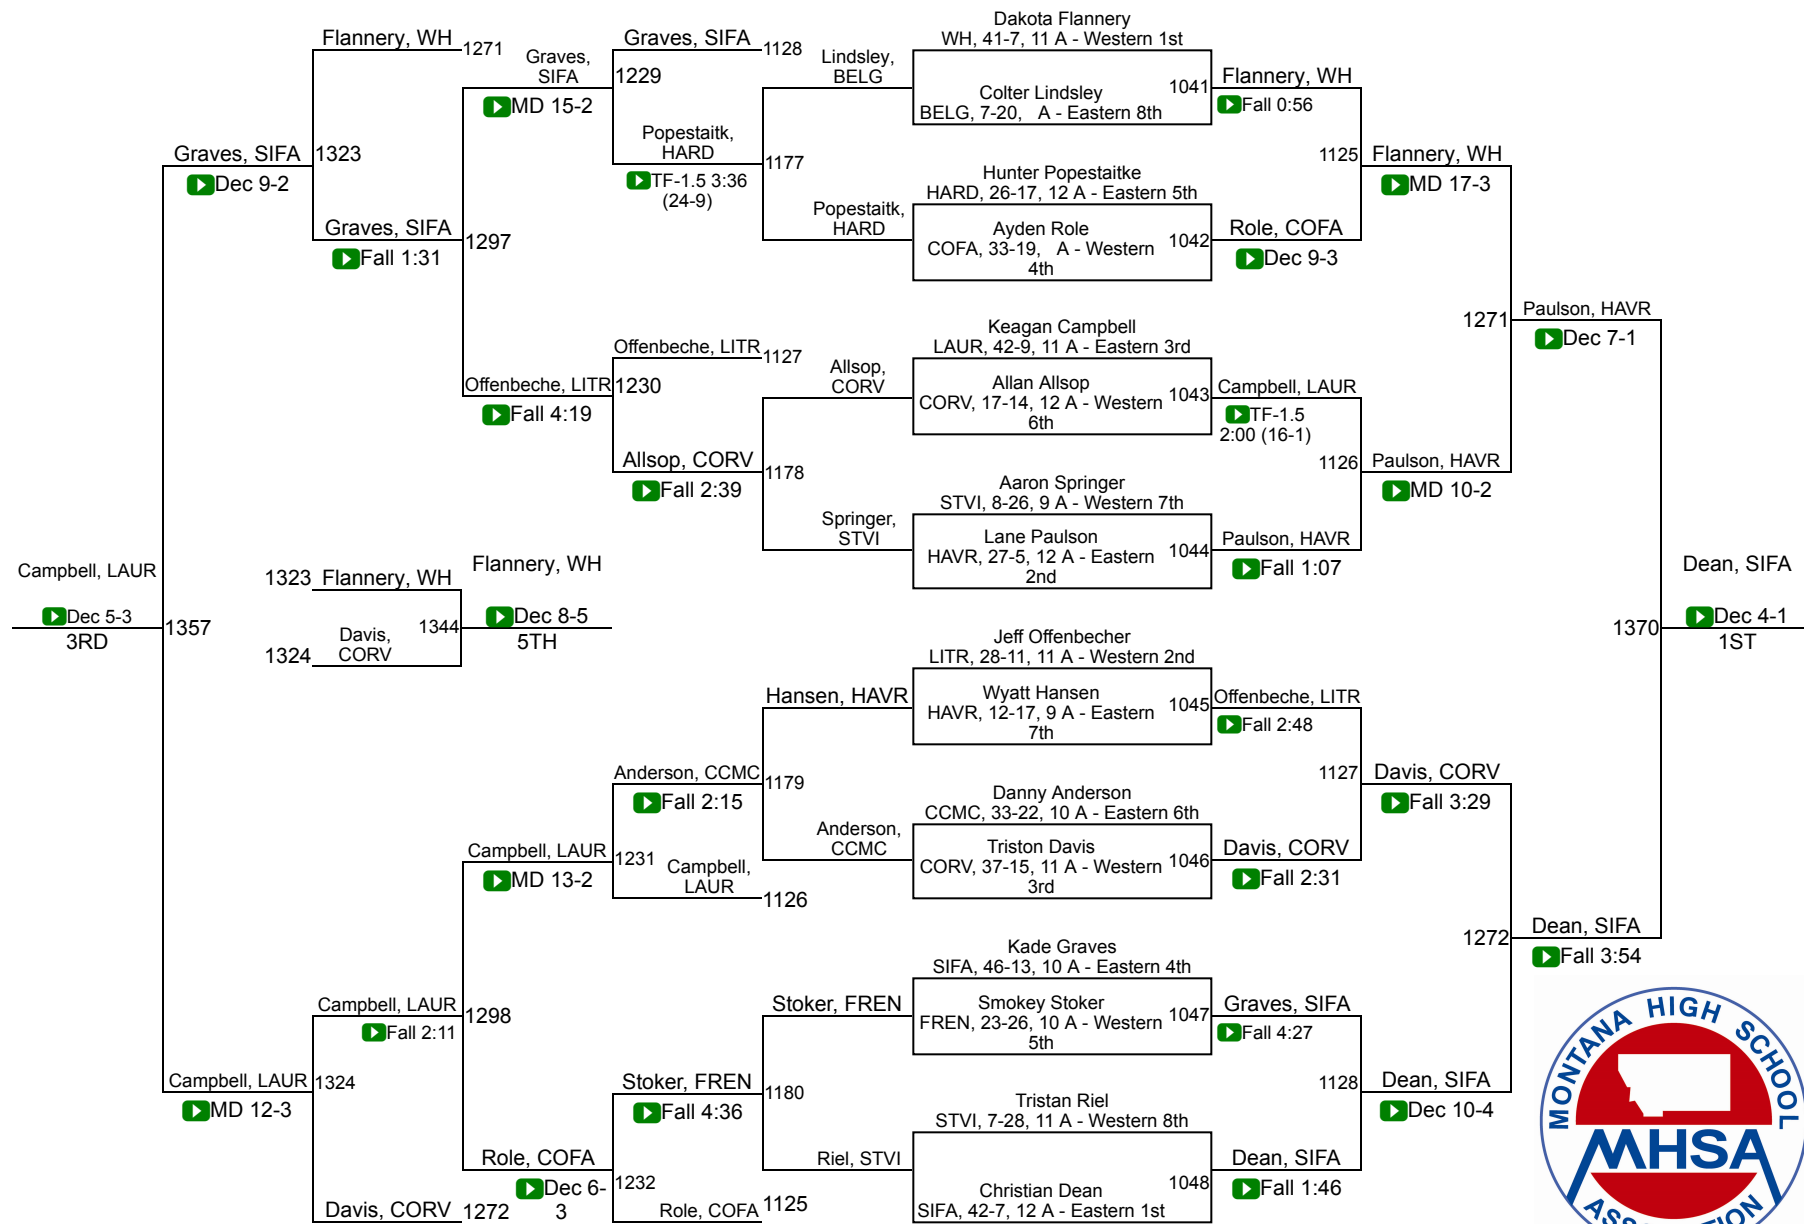 Dakota Flannery
WH, 41-7, 11 A - Western 1st
Flannery, WH
1271
Graves,
SIFA
Graves, SIFA
1128
Lindsley,
BELG
1229
MD 15-2
Colter Lindsley
BELG, 7-20, A - Eastern 8th
1041
Flannery, WH
Fall 0:56
Popestaitk,
HARD
1177
TF-1.5 3:36
(24-9)
Graves, SIFA
1323
Dec 9-2
Hunter Popestaitke
HARD, 26-17, 12 A - Eastern 5th
1125
Flannery, WH
MD 17-3
Popestaitk,
HARD
Ayden Role
COFA, 33-19, A - Western
4th
1042
Role, COFA
Dec 9-3
Graves, SIFA
1297
Fall 1:31
Keagan Campbell
LAUR, 42-9, 11 A - Eastern 3rd
1271
Paulson, HAVR
Dec 7-1
Offenbeche, LITR
1127
Allsop,
CORV
Allan Allsop
CORV, 17-14, 12 A - Western
6th
1043
Campbell, LAUR
TF-1.5
2:00 (16-1)
Offenbeche, LITR
1230
Fall 4:19
Allsop, CORV
1178
Fall 2:39
Aaron Springer
STVI, 8-26, 9 A - Western 7th
1126
Paulson, HAVR
MD 10-2
Springer,
STVI
Lane Paulson
HAVR, 27-5, 12 A - Eastern
2nd
1044
Paulson, HAVR
Fall 1:07
Campbell, LAUR
Dec 5-3
3RD
1357
1323
Flannery, WH
Flannery, WH
1344
Dec 8-5
5TH
1324
Davis,
CORV
Dean, SIFA
1370
Dec 4-1
1ST
Jeff Offenbecher
LITR, 28-11, 11 A - Western 2nd
Hansen, HAVR
Wyatt Hansen
HAVR, 12-17, 9 A - Eastern
7th
1045
Offenbeche, LITR
Fall 2:48
Anderson, CCMC
1179
Fall 2:15
Danny Anderson
CCMC, 33-22, 10 A - Eastern 6th
1127
Davis, CORV
Fall 3:29
Anderson,
CCMC
Triston Davis
CORV, 37-15, 11 A - Western
3rd
1046
Davis, CORV
Fall 2:31
Campbell, LAUR
1231
MD 13-2
Campbell,
LAUR
1126
Kade Graves
SIFA, 46-13, 10 A - Eastern 4th
1272
Dean, SIFA
Fall 3:54
Campbell, LAUR
1298
Fall 2:11
Stoker, FREN
Smokey Stoker
FREN, 23-26, 10 A - Western
5th
1047
Graves, SIFA
Fall 4:27
Campbell, LAUR
1324
MD 12-3
Stoker, FREN
1180
Fall 4:36
Tristan Riel
STVI, 7-28, 11 A - Western 8th
1128
Dean, SIFA
Dec 10-4
Role, COFA
1232
Dec 6-
3
Riel, STVI
Christian Dean
SIFA, 42-7, 12 A - Eastern 1st
1048
Dean, SIFA
Fall 1:46
Davis, CORV
1272
Role, COFA
1125
MONTANA HIGH SCHOOL
MHSA